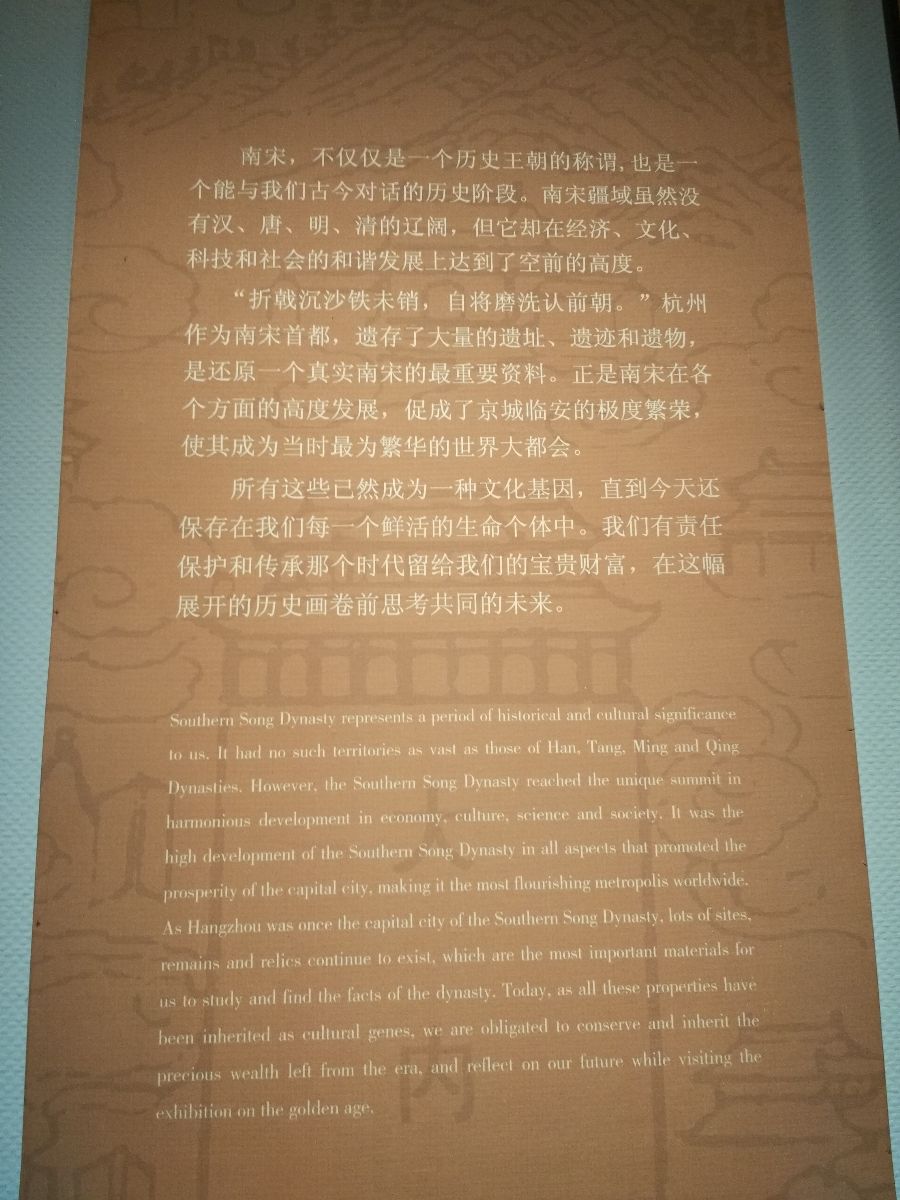 南宋，不仅仅是一个历史王朝的称谓,也是一
个能与我们古今对话的历史阶段。南宋疆域虽然没
有汉、唐、明、清的辽阔，但它却在经济、文化、
科技和社会的和谐发展上达到了空前的高度。
“折戟沉沙铁未销，自将磨洗认前朝。”杭州
作为南宋首都，遗存了大量的遗址、遗迹和遗物，
是还原一个真实南宋的最重要资料。正是南宋在各
个方面的高度发展，促成了京城临安的极度繁荣，
使其成为当时最为繁华的世界大都会。
所有这些已然成为一种文化基因，直到今天还
保存在我们每一个鲜活的生命个体中。我们有责任
保护和传承那个时代留给我们的宝贵财富，在这幅
展开的历史画卷前思考共同的未来。
Southern Song Dynasty represents a period of historical and cultural significance
to us. It had no such territories as vast as those of Han, Tang, Ming and Qing
Dynasties. However, the Southern Song Dynasty reached the unique summit in
harmonious development in economy, culture, science and society. It was the
high development of the Southern Song Dynasty in all aspects that promoted the
prosperity of the capital city, making it the most flourishing metropolis worldwide.
As Hangzhou was once the capital city of the Southern Song Dynasty, lots of sites,
remains and relics continue to exist, which are the most important materials for
us to study and find the facts of the dynasty. Today, as all these properties have
been inherited as cultural genes, we are obligated to conserve and inherit the
precious wealth left from the era, and reflect on our future while visiting the
exhibition on the golden age.